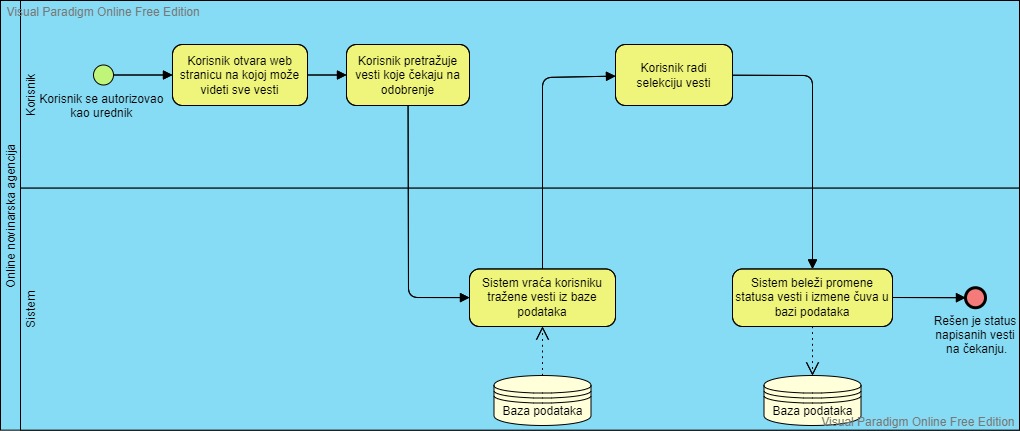 Visual Paradigm Online Free Edition
Online novinarska agencija
Korisnik
Korisnik se autorizovao
kao urednik
Korisnik otvara web
stranicu na kojoj može
videti sve vesti
Korisnik pretražuje
vesti koje čekaju na
odobrenje
Korisnik radi
selekciju vesti
Sistem
Sistem vraća korisniku
tražene vesti iz baze
podataka
Sistem beleži promene
statusa vesti i izmene čuva u
bazi podataka
Rešen je status
napisanih vesti
na čekanju.
Baza podataka
Baza podataka
Visual Paradigm Online Free Edition